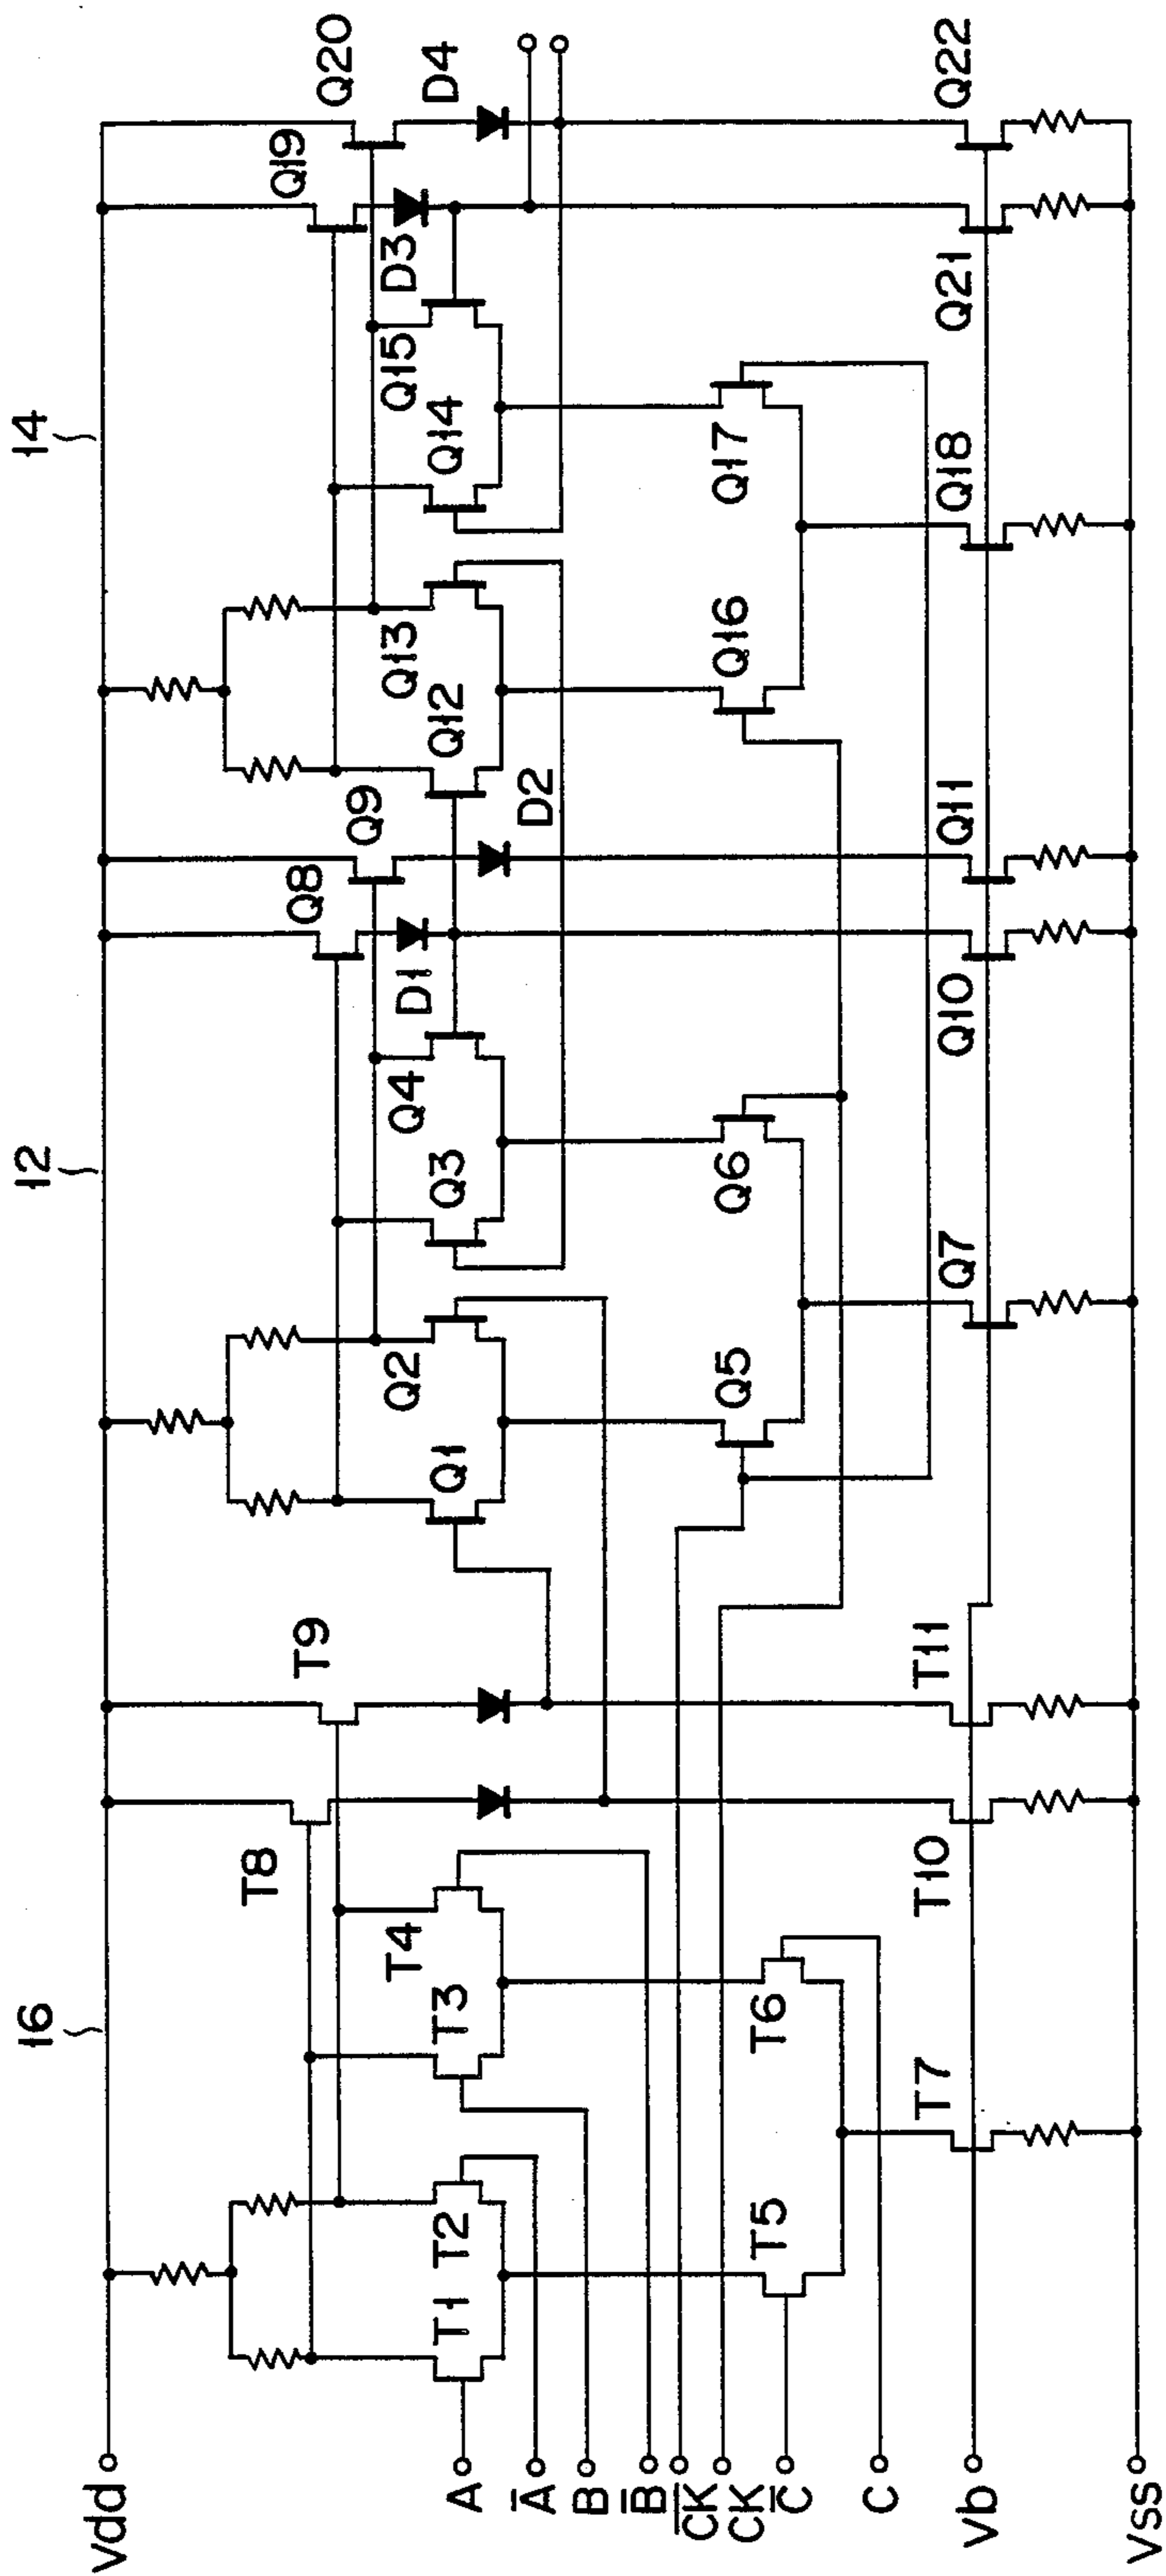 16
12
14
Vdd
A
A̅
B
B̅
C̅K̅
CK
C̅
C
Vb
Vss
T1
T2
T3
T4
T5
T6
T7
T8
T9
T10
T11
Q1
Q2
Q3
Q4
Q5
Q6
Q7
Q8
Q9
D1
D2
Q10
Q11
Q12
Q13
Q14
Q15
Q16
Q17
Q18
Q19
Q20
D3
D4
Q21
Q22